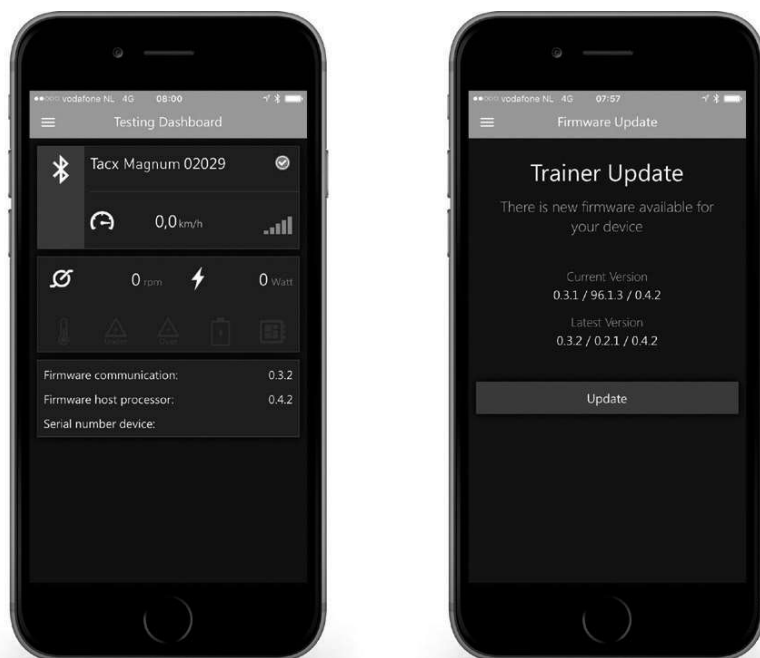 vodafone NL 4G 08:00
Testing Dashboard
Tacx Magnum 02029
0,0 km/h
0 rpm 0 Watt
Firmware communication: 0.3.2
Firmware host processor: 0.4.2
Serial number device:
vodafone NL 4G 07:57
Firmware Update
Trainer Update
There is new firmware available for
your device
Current Version
0.3.1 / 96.1.3 / 0.4.2
Latest Version
0.3.2 / 0.2.1 / 0.4.2
Update